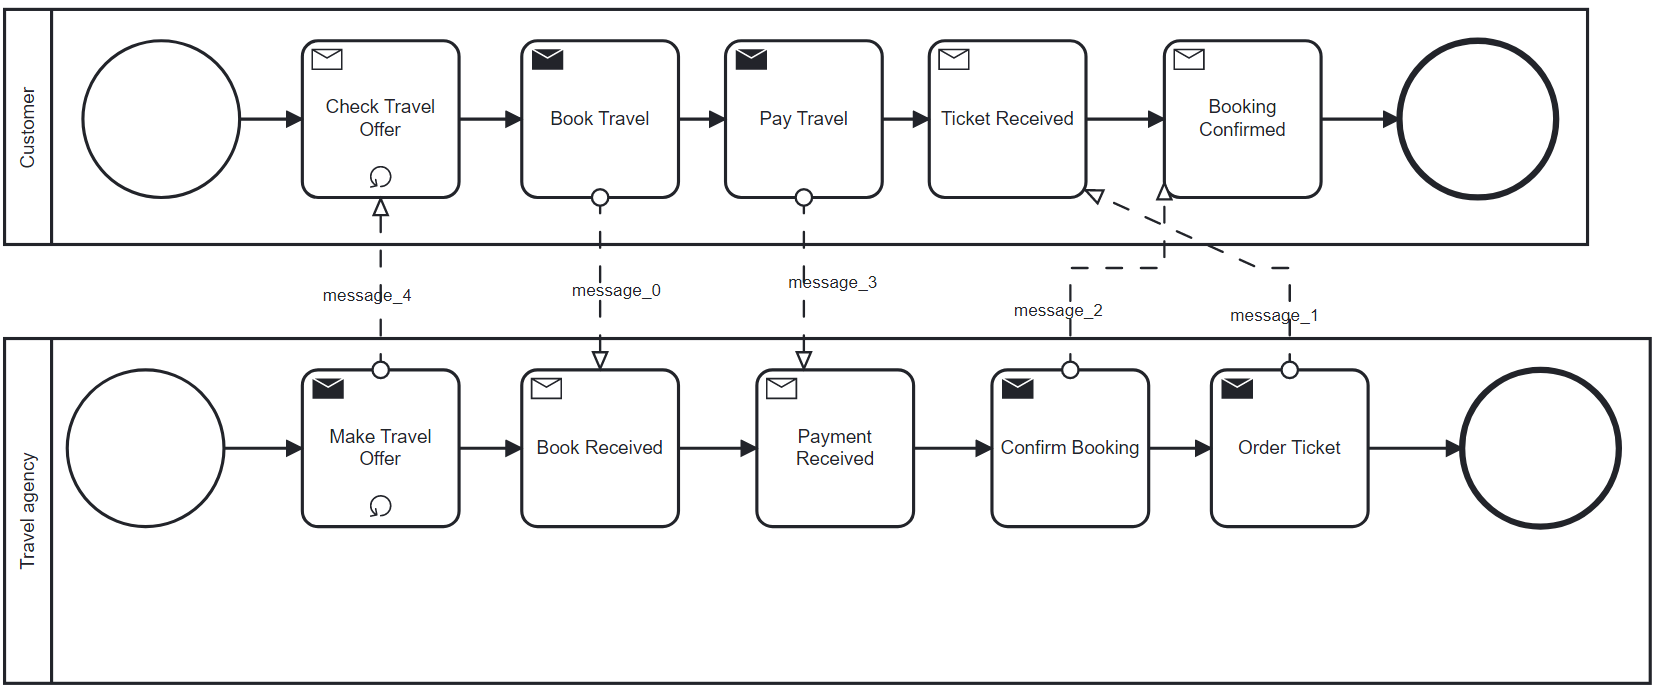 Customer
Check Travel
Offer
Book Travel
Pay Travel
Ticket Received
Booking
Confirmed
message_4
message_0
message_3
message_2
message_1
Travel agency
Make Travel
Offer
Book Received
Payment
Received
Confirm Booking
Order Ticket